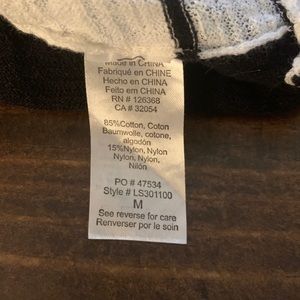 Made in CHINA
Fabriqué en CHINE
Hecho en CHINA
Feito em CHINA
RN # 126368
CA # 32054
85%Cotton, Coton
Baumwolle, cotone,
algodón
15%Nylon, Nylon
Nylon, Nylon,
Nilón
PO # 47534
Style # LS301100
M
See reverse for care
Renverser por le soin